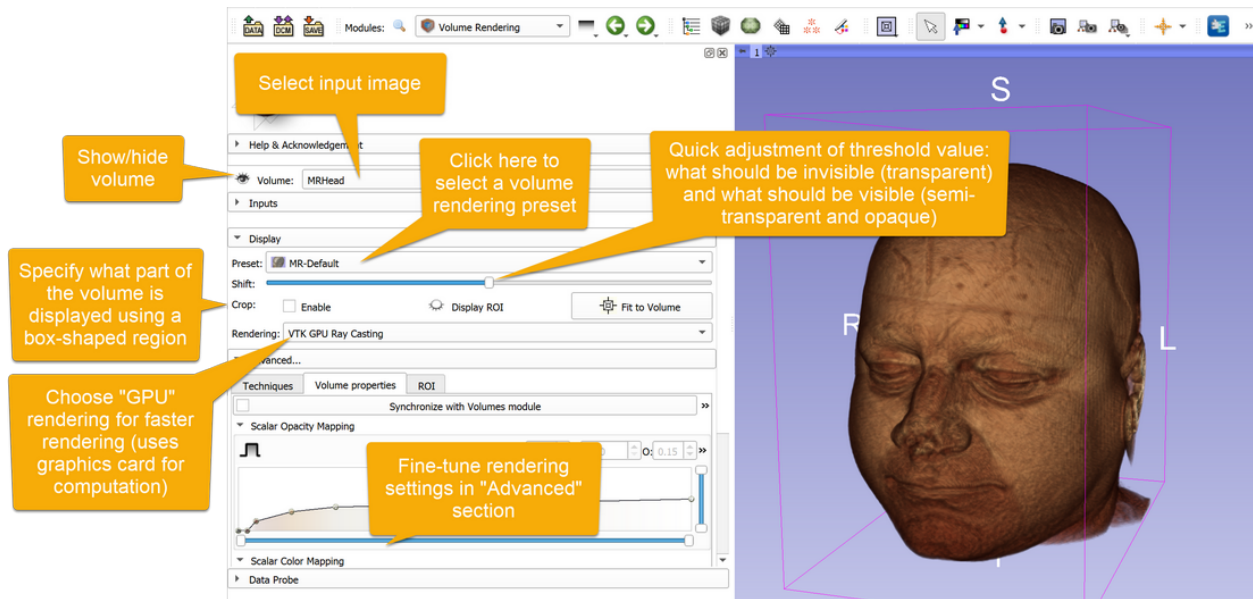 DATA
DCM
SAVE
Modules:
Volume Rendering
1
Select input image
S
Help & Acknowledgement
Show/hide
volume
Click here to
select a volume
rendering preset
Quick adjustment of threshold value:
what should be invisible (transparent)
and what should be visible (semi-
transparent and opaque)
Volume:
MRHead
Inputs
Display
Specify what part of
the volume is
displayed using a
box-shaped region
Preset:
MR-Default
Shift:
Crop:
Enable
Display ROI
Fit to Volume
Rendering:
VTK GPU Ray Casting
R
L
Advanced...
Choose "GPU"
rendering for faster
rendering (uses
graphics card for
computation)
Techniques
Volume properties
ROI
Synchronize with Volumes module
Scalar Opacity Mapping
O: 0.15
Fine-tune rendering
settings in "Advanced"
section
Scalar Color Mapping
Data Probe